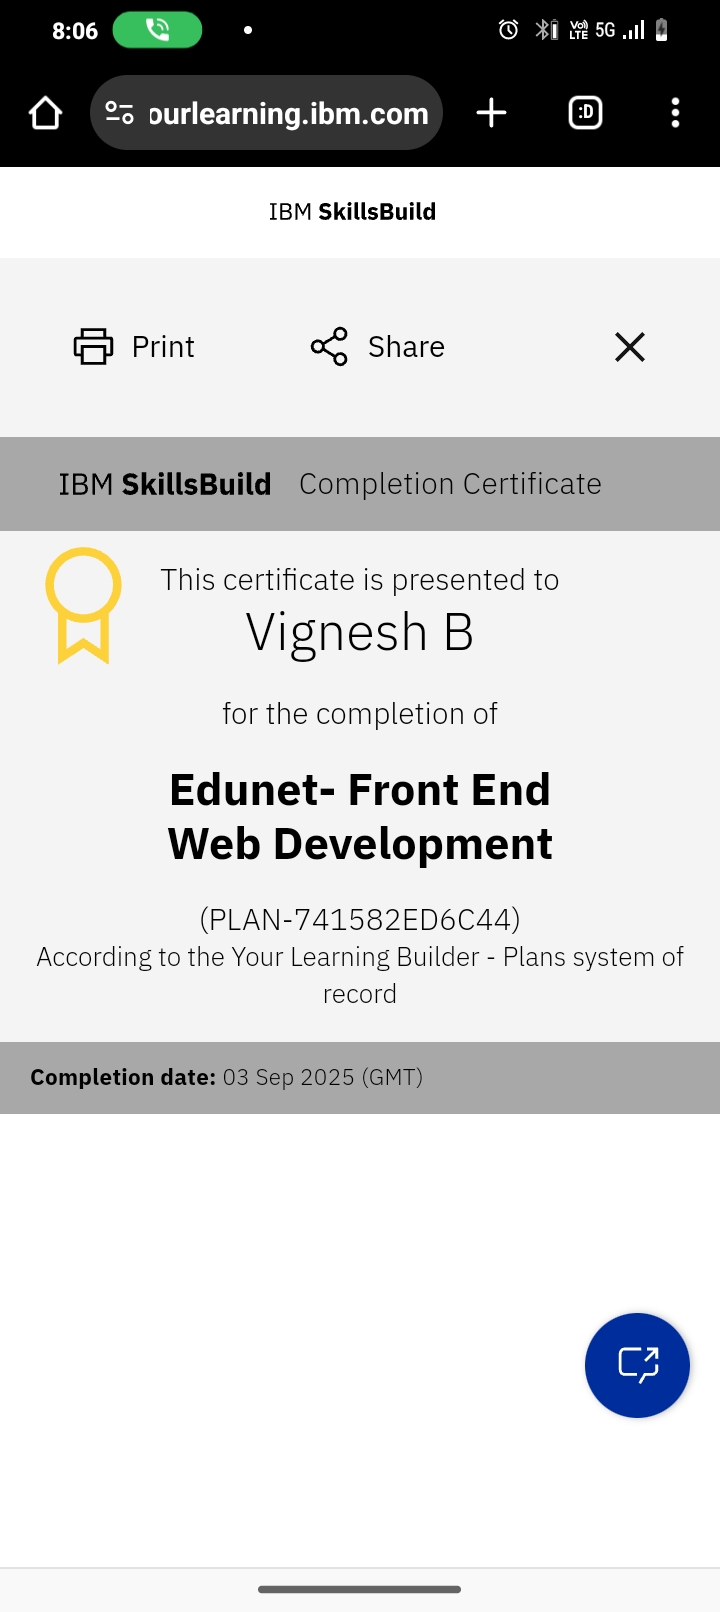 8:06
Vo)) LTE 5G
ourlearning.ibm.com
:D
IBM SkillsBuild
Print
Share
IBM SkillsBuild Completion Certificate
This certificate is presented to
Vignesh B
for the completion of
Edunet- Front End
Web Development
(PLAN-741582ED6C44)
According to the Your Learning Builder - Plans system of
record
Completion date: 03 Sep 2025 (GMT)